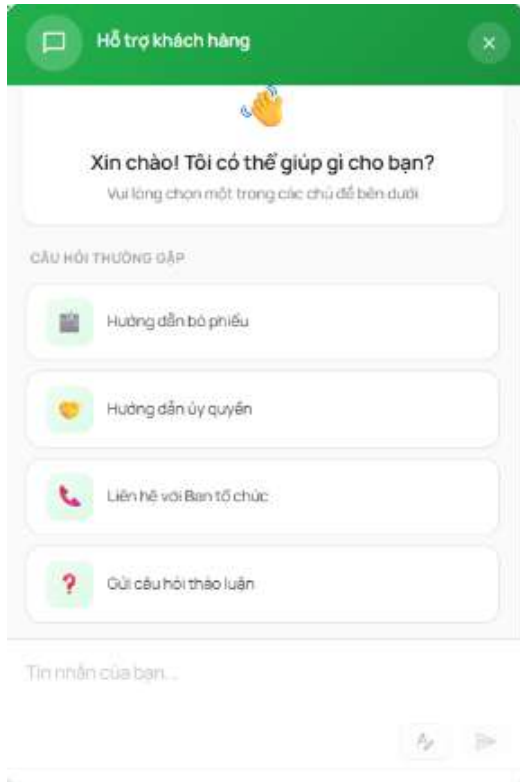 Hỗ trợ khách hàng
Xin chào! Tôi có thể giúp gì cho bạn?
Vui lòng chọn một trong các chủ đề bên dưới
CÂU HỎI THƯỜNG GẶP
Hướng dẫn bỏ phiếu
Hướng dẫn ủy quyền
Liên hệ với Ban tổ chức
Gửi câu hỏi thảo luận
Tin nhắn của bạn...